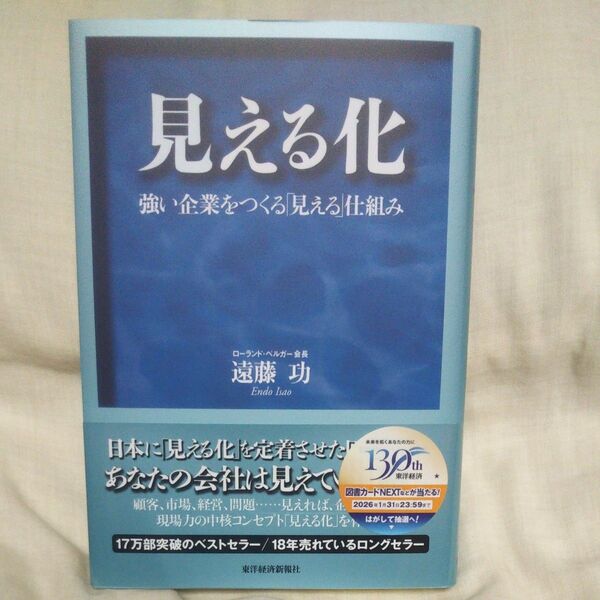 見える化
強い企業をつくる「見える」仕組み
ローランド・ベルガー会長
遠藤 功
Endo Isao
日本に「見える化」を定着させた「
あなたの会社は見えてい
顧客、市場、経営、問題……見えれば、企
現場力の中核コンセプト「見える化」を
17万部突破のベストセラー/18年売れているロングセラー
東洋経済新報社
未来を拓くあなたの力に
130th
東洋経済
図書カードNEXTなどが当たる!
2026年1月31日23:59まで
はがして抽選へ!